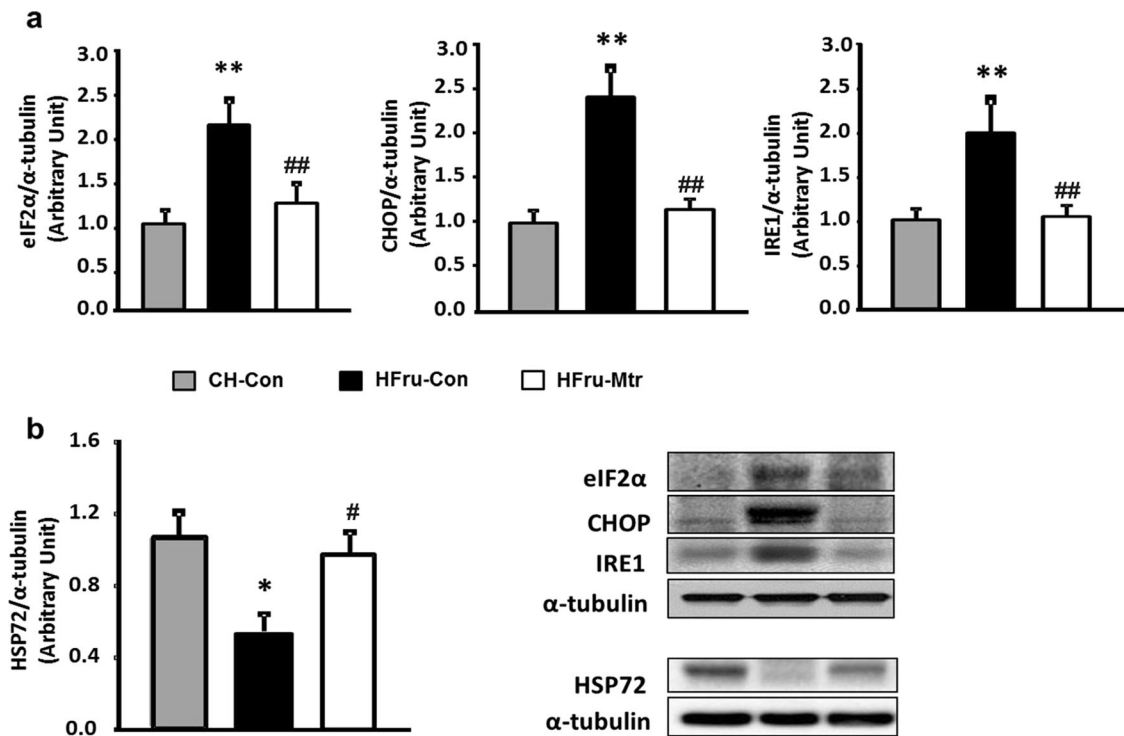 a
eIF2α/α-tubulin
(Arbitrary Unit)
3.0
2.5
2.0
1.5
1.0
0.5
0.0
**
##
CHOP/α-tubulin
(Arbitrary Unit)
3.0
2.5
2.0
1.5
1.0
0.5
0.0
**
##
IRE1/α-tubulin
(Arbitrary Unit)
3.0
2.5
2.0
1.5
1.0
0.5
0.0
**
##
CH-Con HFru-Con HFru-Mtr
b
HSP72/α-tubulin
(Arbitrary Unit)
1.6
1.2
0.8
0.4
0.0
*
#
eIF2α
CHOP
IRE1
α-tubulin
HSP72
α-tubulin